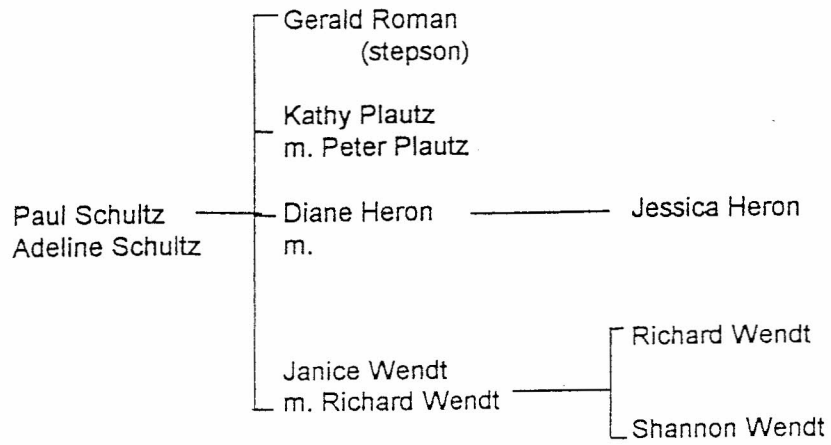 Gerald Roman
(stepson)
Kathy Plautz
m. Peter Plautz
Paul Schultz
Adeline Schultz
Diane Heron
m.
Jessica Heron
Janice Wendt
m. Richard Wendt
Richard Wendt
Shannon Wendt